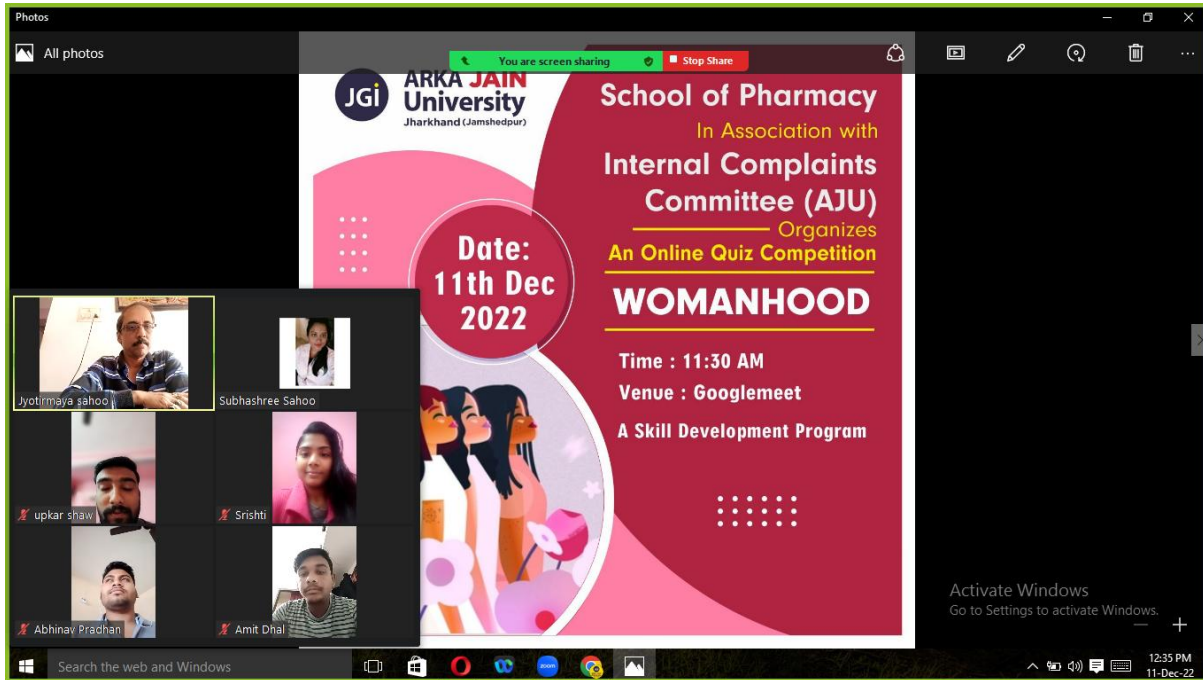 Photos
All photos
You are screen sharing
Stop Share
JGi
ARKA JAIN
University
Jharkhand (Jamshedpur)
School of Pharmacy
In Association with
Internal Complaints
Committee (AJU)
Organizes
An Online Quiz Competition
WOMANHOOD
Date:
11th Dec
2022
Time : 11:30 AM
Venue : Googlemeet
A Skill Development Program
Jyotirmaya sahoo
Subhashree Sahoo
upkar shaw
Srishti
Abhinav Pradhan
Amit Dhal
Activate Windows
Go to Settings to activate Windows.
Search the web and Windows
zoom
12:35 PM
11-Dec-22